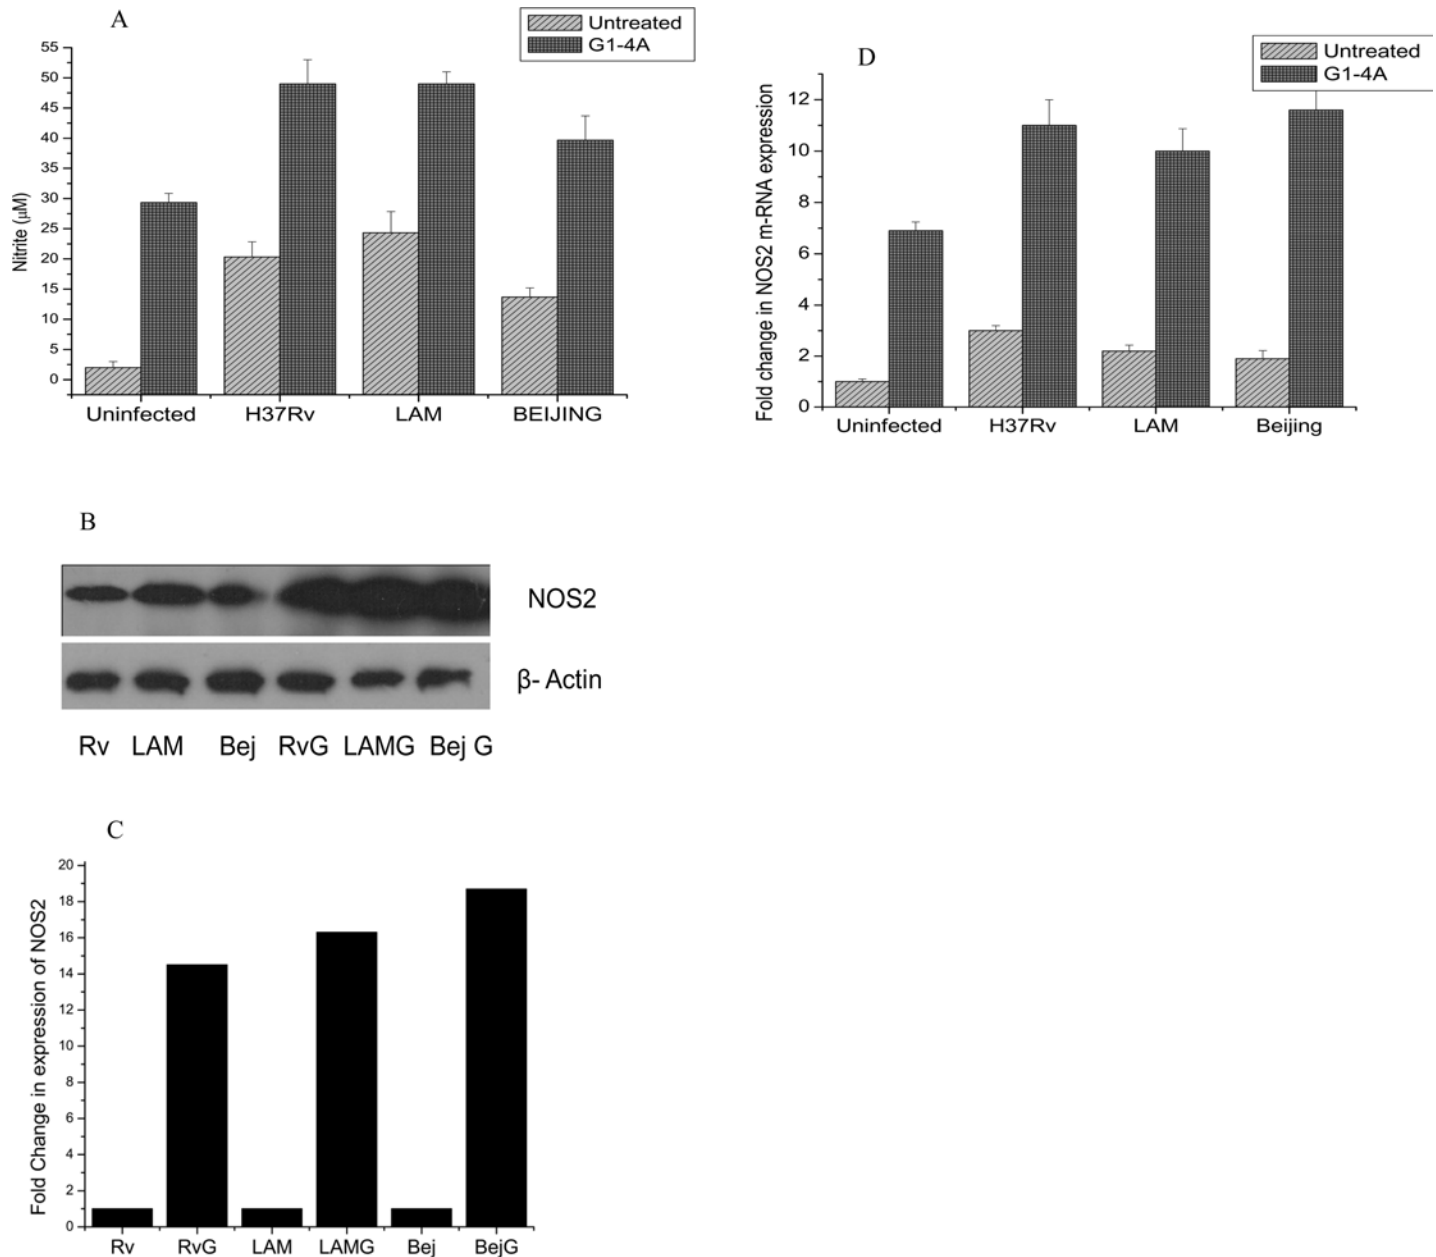 A
Untreated
G1-4A
55
50
45
40
35
30
25
20
15
10
5
0
Nitrite (μM)
Uninfected H37Rv LAM BEIJING
D
Untreated
G1-4A
12
10
8
6
4
2
0
Fold change in NOS2 m-RNA expression
Uninfected H37Rv LAM Beijing
B
NOS2
β- Actin
Rv LAM Bej RvG LAMG Bej G
C
20
18
16
14
12
10
8
6
4
2
0
Fold Change in expression of NOS2
Rv RvG LAM LAMG Bej BejG